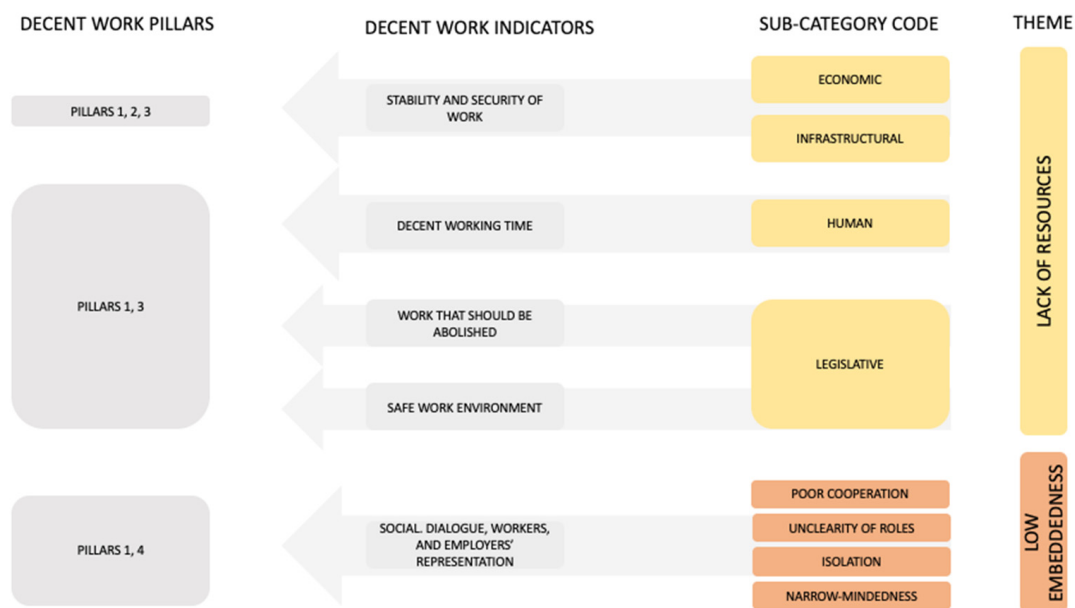 DECENT WORK PILLARS
DECENT WORK INDICATORS
SUB-CATEGORY CODE
THEME
PILLARS 1, 2, 3
STABILITY AND SECURITY OF
WORK
ECONOMIC
INFRASTRUCTURAL
LACK OF RESOURCES
PILLARS 1, 3
DECENT WORKING TIME
HUMAN
WORK THAT SHOULD BE
ABOLISHED
LEGISLATIVE
SAFE WORK ENVIRONMENT
PILLARS 1, 4
SOCIAL. DIALOGUE, WORKERS,
AND EMPLOYERS’
REPRESENTATION
POOR COOPERATION
UNCLEARITY OF ROLES
ISOLATION
NARROW-MINDEDNESS
LOW
EMBEDDEDNESS